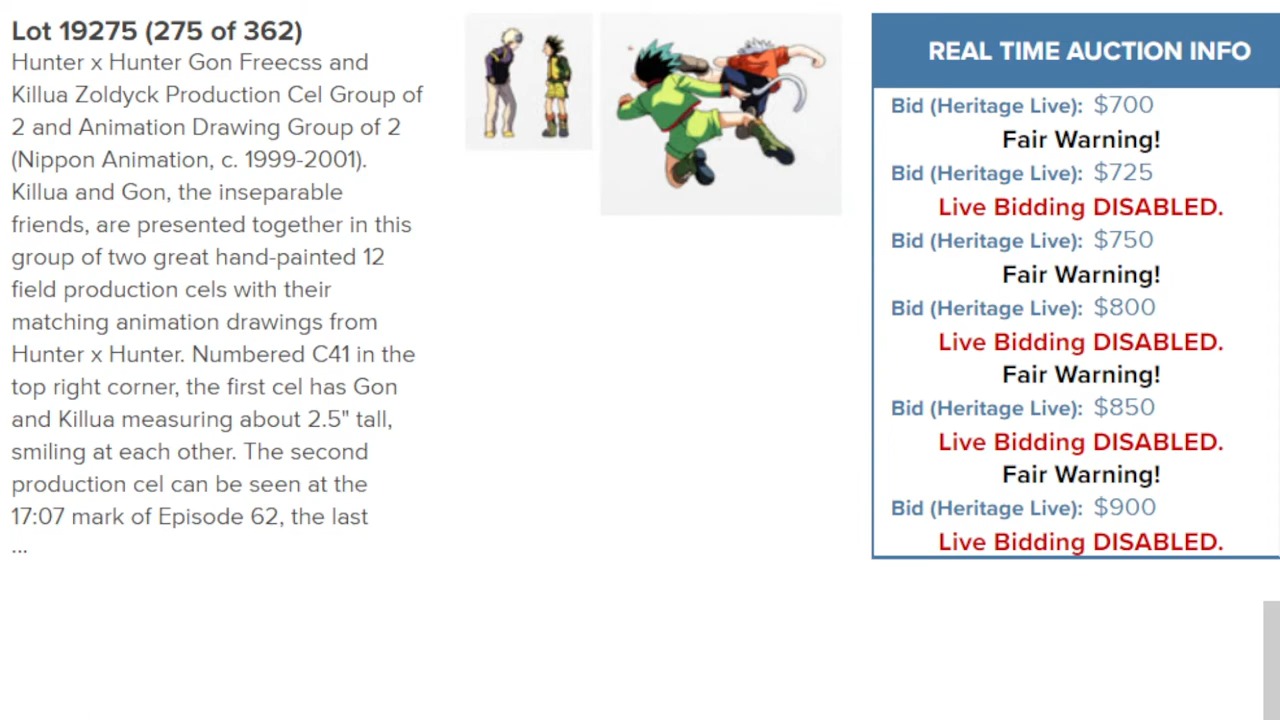 Lot 19275 (275 of 362)
Hunter x Hunter Gon Freecss and
Killua Zoldyck Production Cel Group of
2 and Animation Drawing Group of 2
(Nippon Animation, c. 1999-2001).
Killua and Gon, the inseparable
friends, are presented together in this
group of two great hand-painted 12
field production cels with their
matching animation drawings from
Hunter x Hunter. Numbered C41 in the
top right corner, the first cel has Gon
and Killua measuring about 2.5" tall,
smiling at each other. The second
production cel can be seen at the
17:07 mark of Episode 62, the last
...
REAL TIME AUCTION INFO
Bid (Heritage Live): $700
Fair Warning!
Bid (Heritage Live): $725
Live Bidding DISABLED.
Bid (Heritage Live): $750
Fair Warning!
Bid (Heritage Live): $800
Live Bidding DISABLED.
Fair Warning!
Bid (Heritage Live): $850
Live Bidding DISABLED.
Fair Warning!
Bid (Heritage Live): $900
Live Bidding DISABLED.